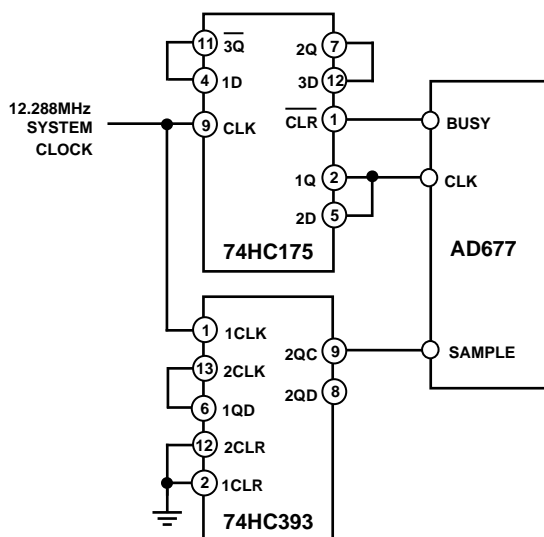 11 3Q
2Q 7
4 1D
3D 12
12.288MHz
SYSTEM
CLOCK
9 CLK
CLR 1
BUSY
1Q 2
CLK
2D 5
74HC175
AD677
1 1CLK
2QC 9
SAMPLE
13 2CLK
2QD 8
6 1QD
12 2CLR
2 1CLR
74HC393